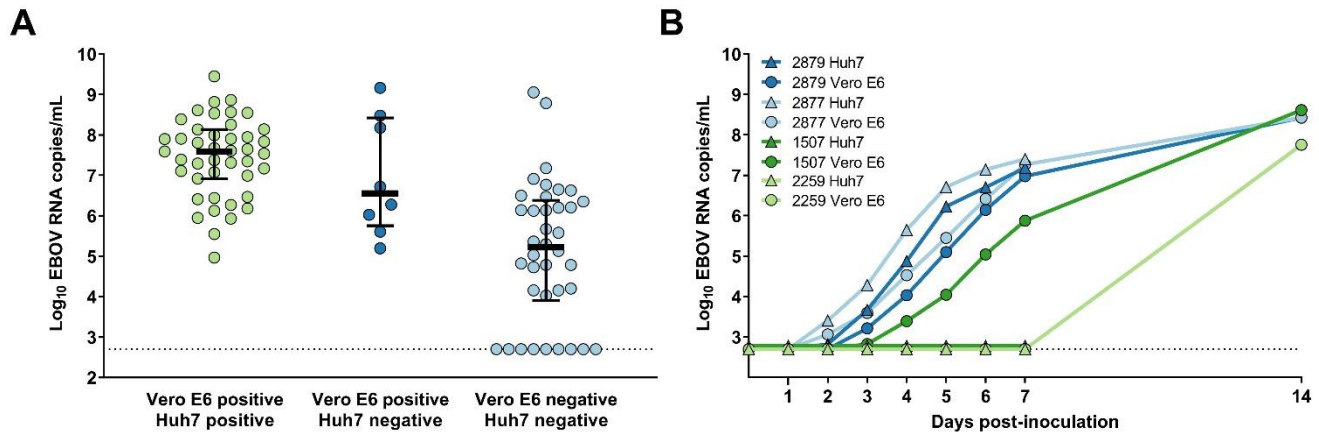 A
Log10 EBOV RNA copies/mL
10
9
8
7
6
5
4
3
2
Vero E6 positive
Huh7 positive
Vero E6 positive
Huh7 negative
Vero E6 negative
Huh7 negative
B
Log10 EBOV RNA copies/mL
10
9
8
7
6
5
4
3
2
2879 Huh7
2879 Vero E6
2877 Huh7
2877 Vero E6
1507 Huh7
1507 Vero E6
2259 Huh7
2259 Vero E6
1 2 3 4 5 6 7 14
Days post-inoculation